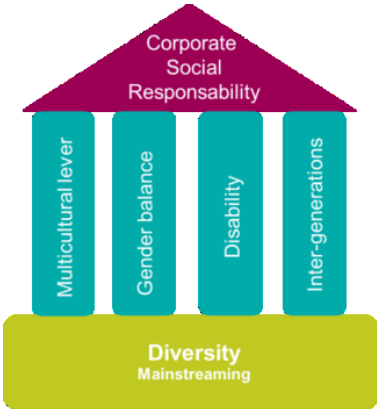 Corporate
Social
Responsability
Multicultural lever
Gender balance
Disability
Inter-generations
Diversity
Mainstreaming